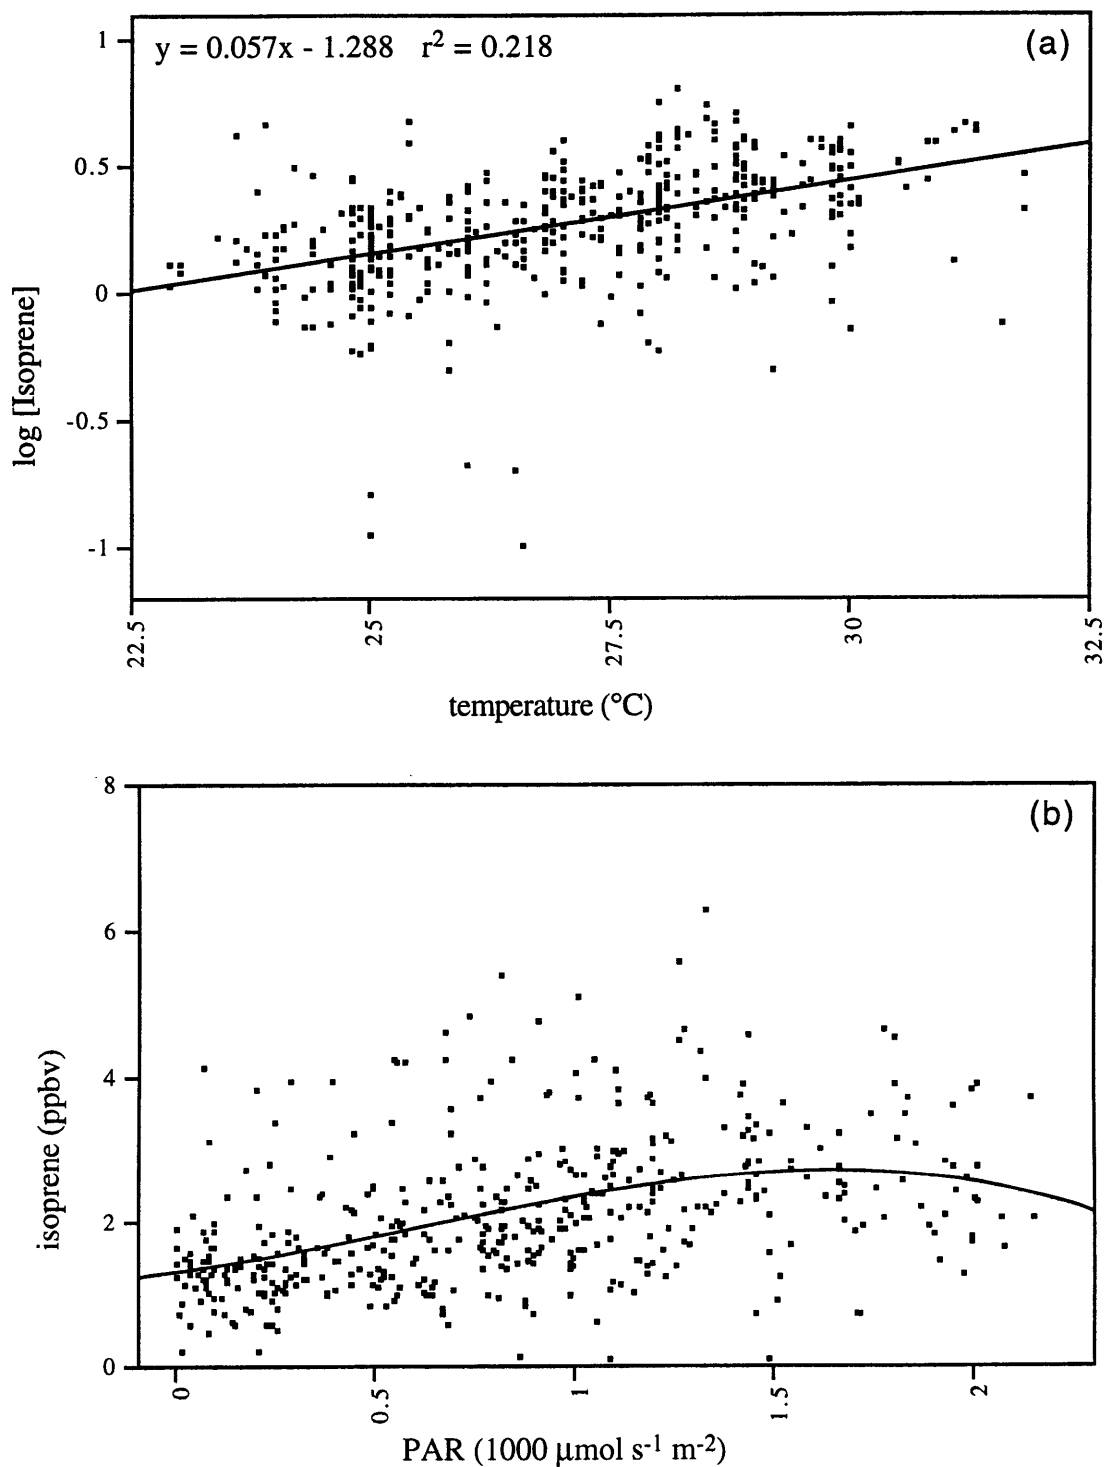 y = 0.057x - 1.288 r² = 0.218
(a)
1
0.5
0
-0.5
-1
log [Isoprene]
22.5
25
27.5
30
32.5
temperature (°C)
(b)
8
6
4
2
0
isoprene (ppbv)
0
0.5
1
1.5
2
PAR (1000 μmol s⁻¹ m⁻²)